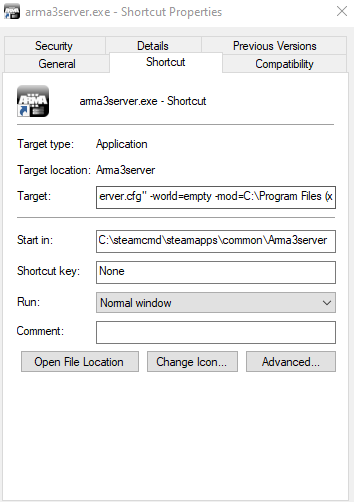 arma3server.exe - Shortcut Properties
Security Details Previous Versions
General Shortcut Compatibility
ARMA
arma3server.exe - Shortcut
Target type: Application
Target location: Arma3server
Target: erver.cfg" -world=empty -mod=C:\Program Files (x
Start in: C:\steamcmd\steamapps\common\Arma3server
Shortcut key: None
Run: Normal window
Comment:
Open File Location Change Icon... Advanced...